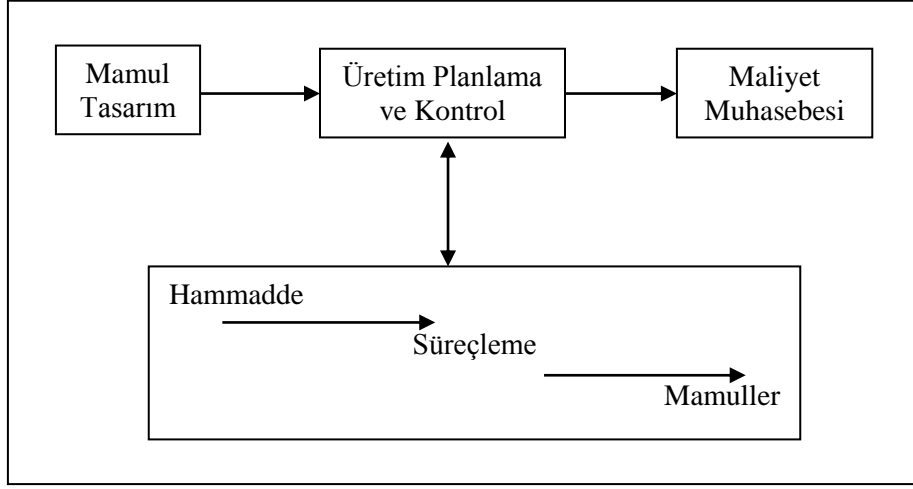 Mamul
Tasarım
Üretim Planlama
ve Kontrol
Maliyet
Muhasebesi
Hammadde
Süreçleme
Mamuller